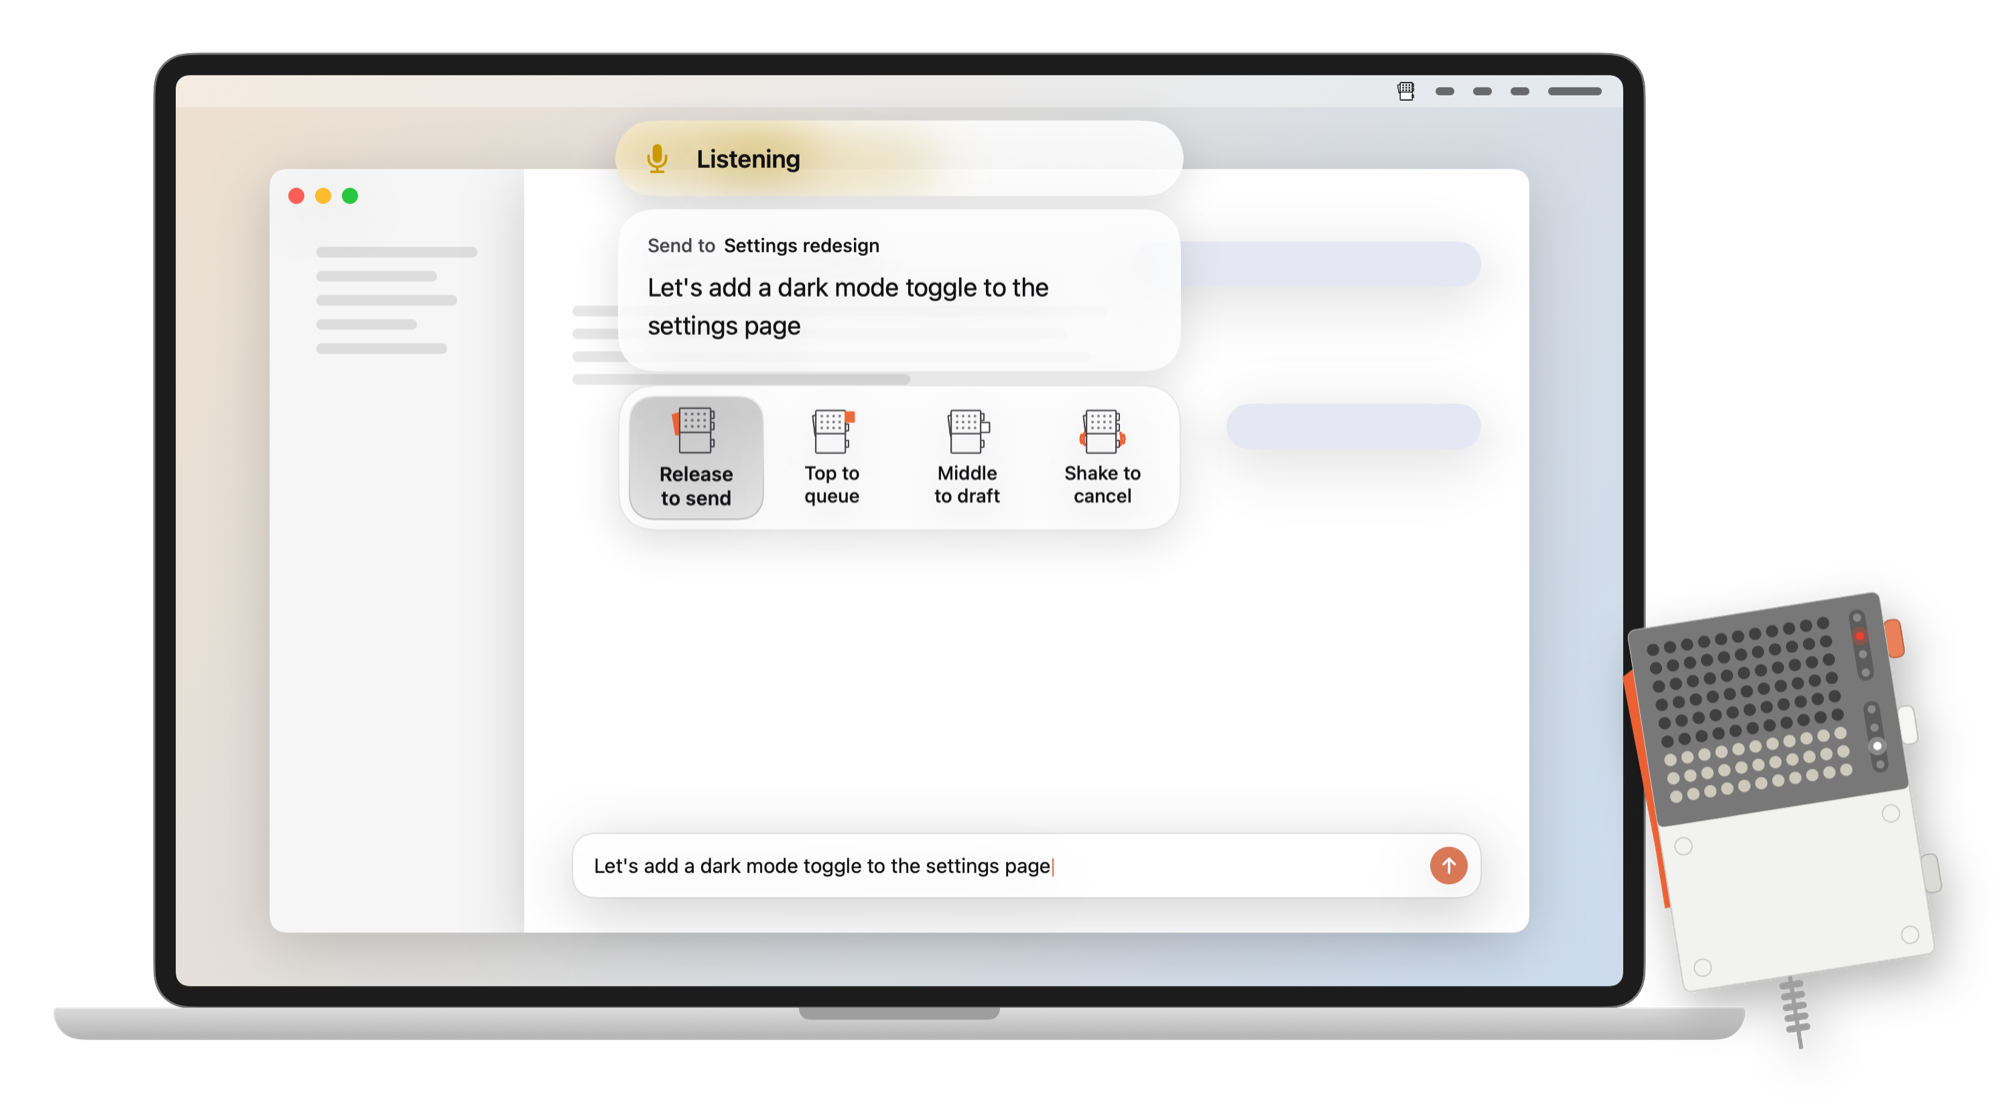 Listening
Send to Settings redesign
Let's add a dark mode toggle to the
settings page
Release
to send
Top to
queue
Middle
to draft
Shake to
cancel
Let's add a dark mode toggle to the settings page